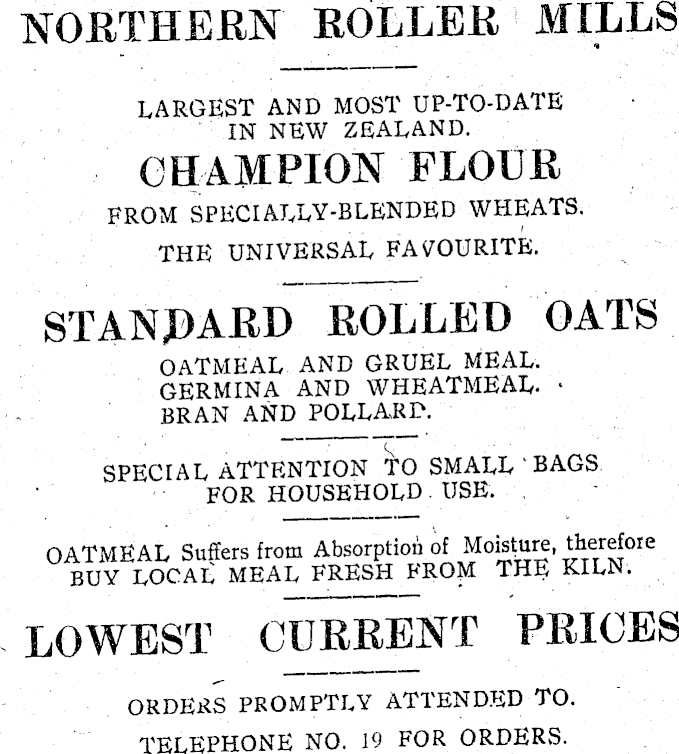 NORTHERN ROLLER MILLS
LARGEST AND MOST UP-TO-DATE
IN NEW ZEALAND.
CHAMPION FLOUR
FROM SPECIALLY-BLENDED WHEATS.
THE UNIVERSAL FAVOURITE.
STANDARD ROLLED OATS
OATMEAL AND GRUEL MEAL.
GERMINA AND WHEATMEAL.
BRAN AND POLLARD.
SPECIAL ATTENTION TO SMALL BAGS
FOR HOUSEHOLD USE.
OATMEAL Suffers from Absorption of Moisture, therefore
BUY LOCAL MEAL FRESH FROM THE KILN.
LOWEST CURRENT PRICES
ORDERS PROMPTLY ATTENDED TO.
TELEPHONE NO. 19 FOR ORDERS.